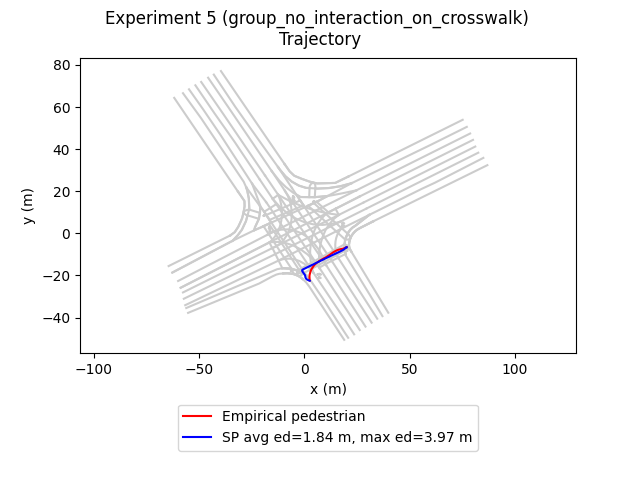 Experiment 5 (group_no_interaction_on_crosswalk)
Trajectory
80
60
40
20
0
−20
−40
y (m)
−100
−50
0
50
100
x (m)
Empirical pedestrian
SP avg ed=1.84 m, max ed=3.97 m